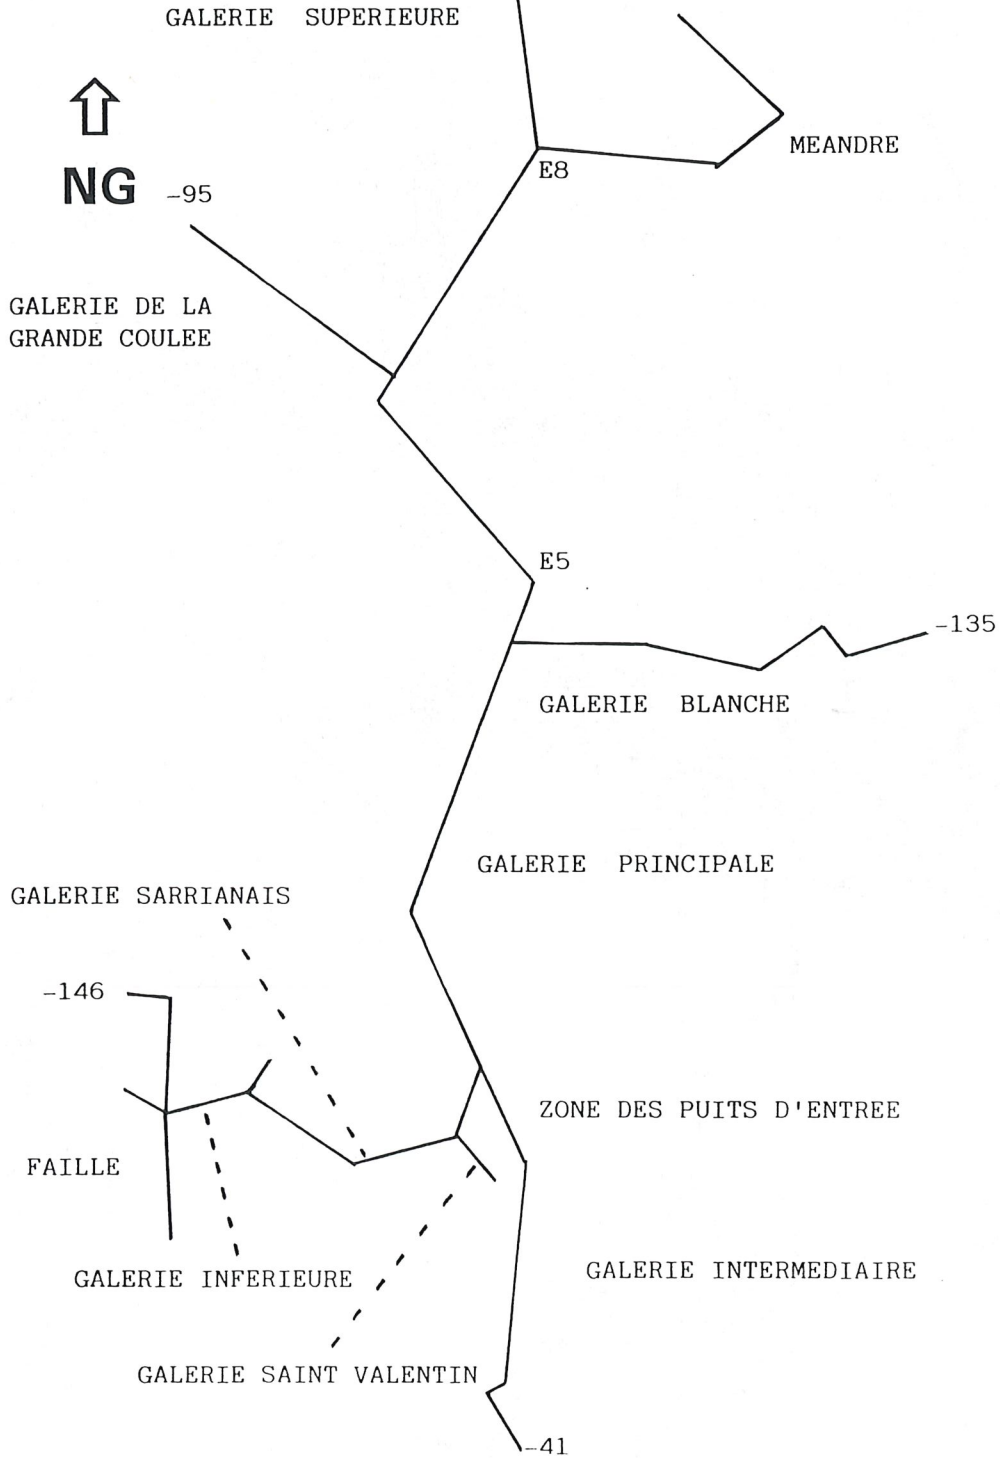 GALERIE SUPERIEURE
MEANDRE
E8
NG
-95
GALERIE DE LA
GRANDE COULEE
E5
-135
GALERIE BLANCHE
GALERIE PRINCIPALE
GALERIE SARRIANAIS
-146
ZONE DES PUITS D'ENTREE
FAILLE
GALERIE INFERIEURE
GALERIE INTERMEDIAIRE
GALERIE SAINT VALENTIN
-41